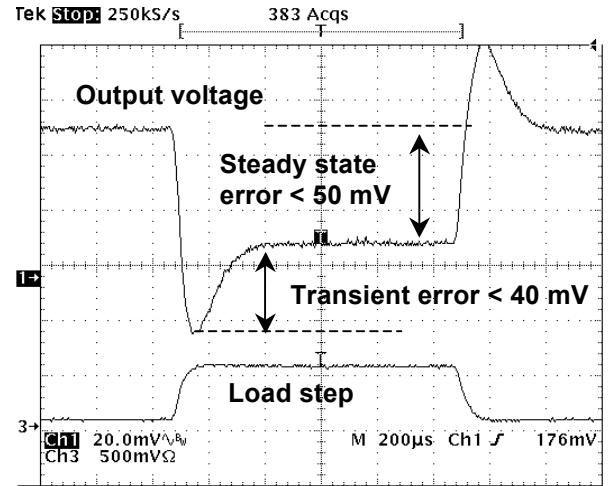 Tek Stop: 250kS/s 383 Acqs
T
Output voltage
Steady state
error < 50 mV
T
1→
Transient error < 40 mV
T
Load step
3→
Ch1 20.0mV∿BW M 200µs Ch1 ʃ 176mV
Ch3 500mVΩ